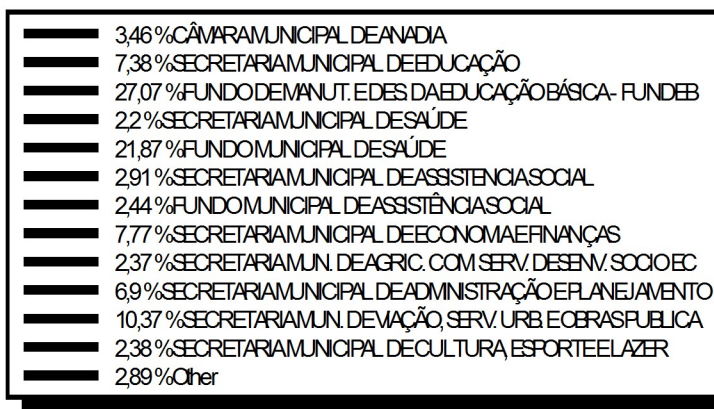 3,46 % CÂMARA MUNICIPAL DE ANADIA
7,38 % SECRETARIA MUNICIPAL DE EDUCAÇÃO
27,07 % FUNDO DE MANUT. E DES. DA EDUCAÇÃO BÁSICA - FUNDEB
2,2 % SECRETARIA MUNICIPAL DE SAÚDE
21,87 % FUNDO MUNICIPAL DE SAÚDE
2,91 % SECRETARIA MUNICIPAL DE ASSISTENCIA SOCIAL
2,44 % FUNDO MUNICIPAL DE ASSISTÊNCIA SOCIAL
7,77 % SECRETARIA MUNICIPAL DE ECONOMIA E FINANÇAS
2,37 % SECRETARIA MUN. DE AGRIC. COM. SERV. DESENV. SOCIO EC
6,9 % SECRETARIA MUNICIPAL DE ADMINISTRAÇÃO E PLANEJAMENTO
10,37 % SECRETARIA MUN. DE VIAÇÃO, SERV. URB. E OBRAS PUBLICA
2,38 % SECRETARIA MUNICIPAL DE CULTURA, ESPORTE E LAZER
2,89 % Other